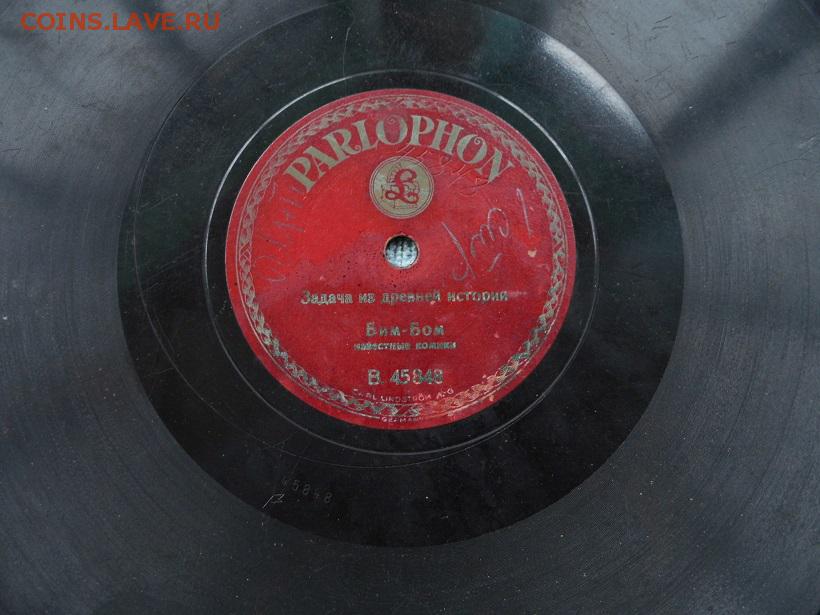 COINS.LAVE.RU
PARLOPHON
£
Задача из древней истории
Бим-Бом
известные комики
B. 45848
CARL LINDSTRÖM A.-G.
GERMANY
45848